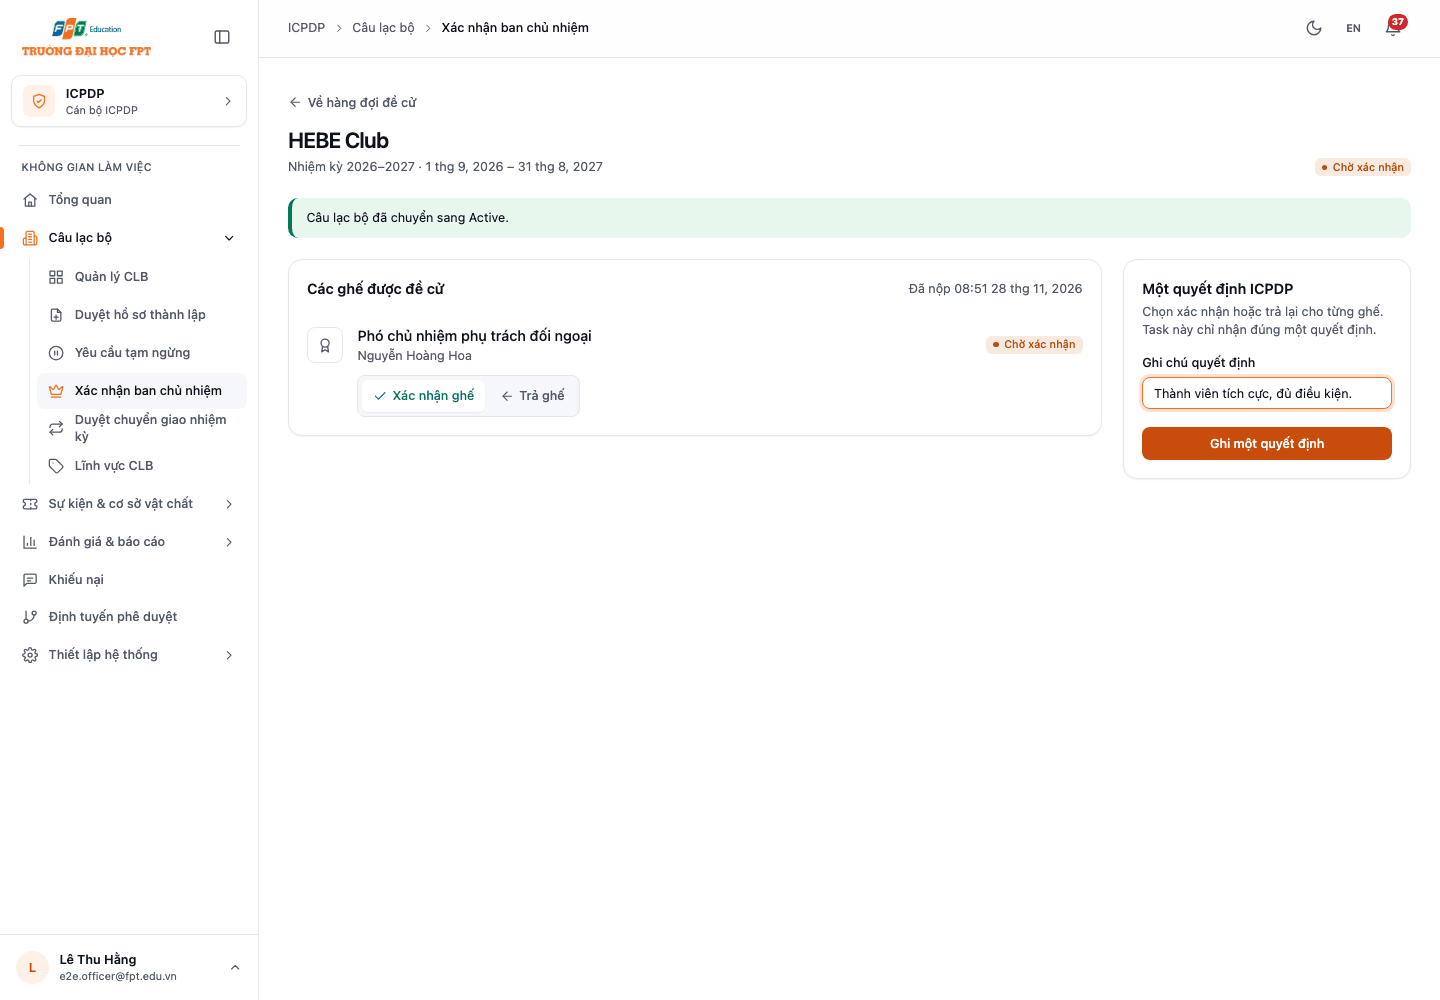 FPT Education
TRƯỜNG ĐẠI HỌC FPT
ICPDP
Cán bộ ICPDP
KHÔNG GIAN LÀM VIỆC
Tổng quan
Câu lạc bộ
Quản lý CLB
Duyệt hồ sơ thành lập
Yêu cầu tạm ngừng
Xác nhận ban chủ nhiệm
Duyệt chuyển giao nhiệm
kỳ
Lĩnh vực CLB
Sự kiện & cơ sở vật chất
Đánh giá & báo cáo
Khiếu nại
Định tuyến phê duyệt
Thiết lập hệ thống
L
Lê Thu Hằng
e2e.officer@fpt.edu.vn
ICPDP > Câu lạc bộ > Xác nhận ban chủ nhiệm
EN
37
Về hàng đợi đề cử
HEBE Club
Nhiệm kỳ 2026–2027 · 1 thg 9, 2026 – 31 thg 8, 2027
Chờ xác nhận
Câu lạc bộ đã chuyển sang Active.
Các ghế được đề cử
Đã nộp 08:51 28 thg 11, 2026
Phó chủ nhiệm phụ trách đối ngoại
Nguyễn Hoàng Hoa
Chờ xác nhận
Xác nhận ghế
Trả ghế
Một quyết định ICPDP
Chọn xác nhận hoặc trả lại cho từng ghế.
Task này chỉ nhận đúng một quyết định.
Ghi chú quyết định
Thành viên tích cực, đủ điều kiện.
Ghi một quyết định